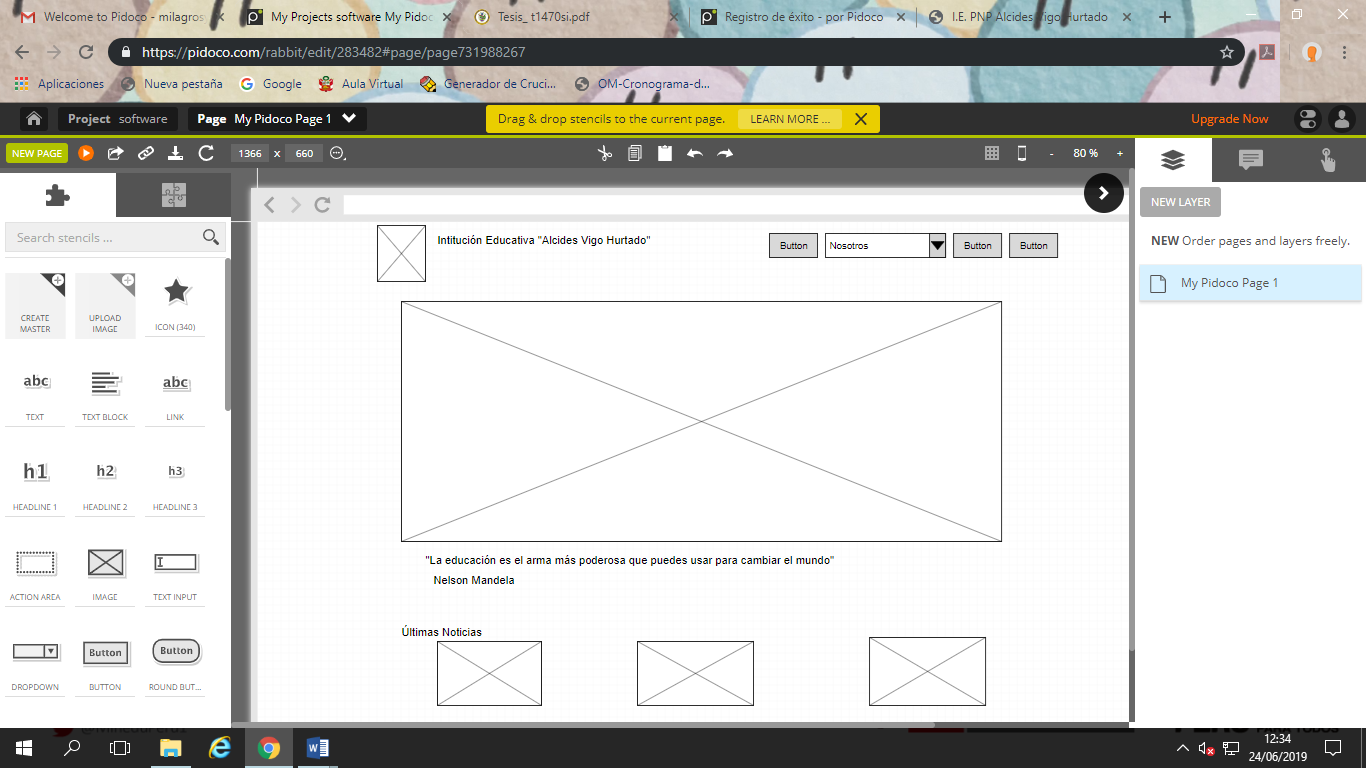 Welcome to Pidoco - milagros
My Projects software My Pidoc
Tesis_ t1470si.pdf
Registro de éxito - por Pidoco
I.E. PNP Alcides Vigo Hurtado
https://pidoco.com/rabbit/edit/283482#page/page731988267
Aplicaciones
Nueva pestaña
Google
Aula Virtual
Generador de Cruci...
OM-Cronograma-d...
Project software
Page My Pidoco Page 1
Drag & drop stencils to the current page.
LEARN MORE ...
Upgrade Now
NEW PAGE
1366 x 660
- 80 % +
Search stencils ...
CREATE MASTER
UPLOAD IMAGE
ICON (340)
abc
TEXT
TEXT BLOCK
abc
LINK
h1
HEADLINE 1
h2
HEADLINE 2
h3
HEADLINE 3
ACTION AREA
IMAGE
TEXT INPUT
DROPDOWN
Button
BUTTON
Button
ROUND BUT...
Intitución Educativa "Alcides Vigo Hurtado"
Button
Nosotros
Button
Button
"La educación es el arma más poderosa que puedes usar para cambiar el mundo"
Nelson Mandela
Últimas Noticias
NEW LAYER
NEW Order pages and layers freely.
My Pidoco Page 1
12:34
24/06/2019